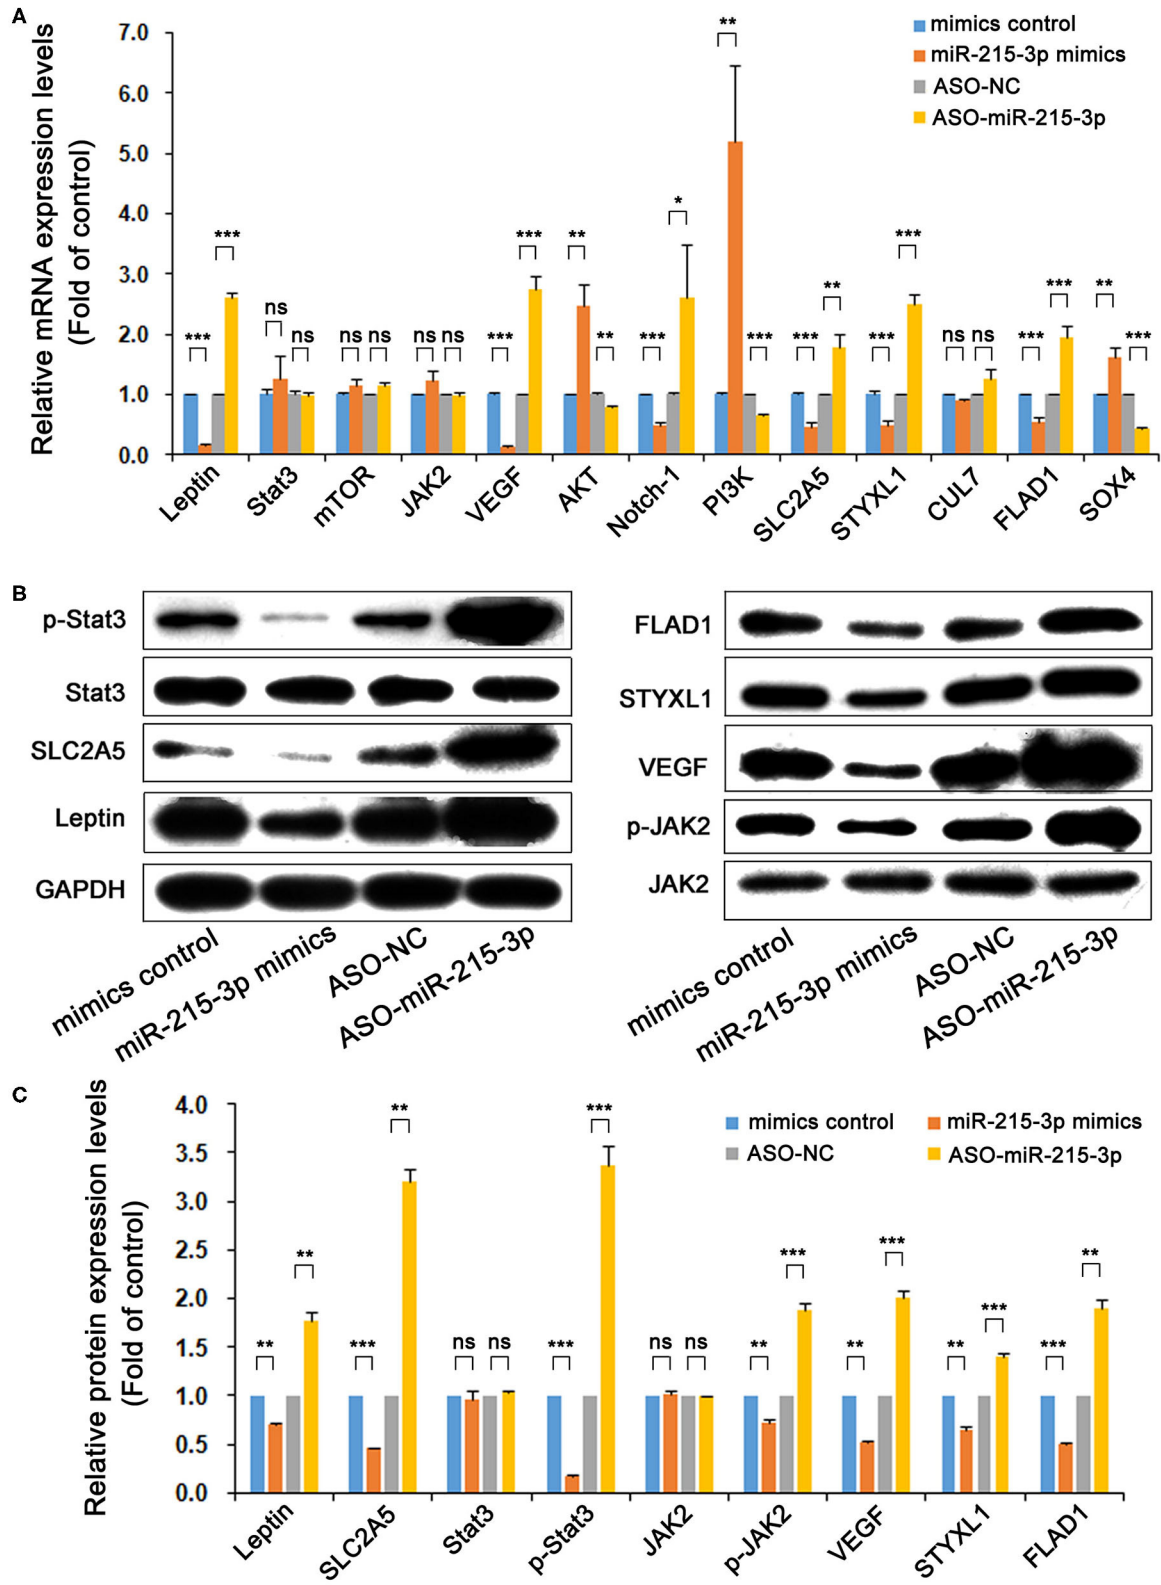 A
Relative mRNA expression levels
(Fold of control)
7.0
6.0
5.0
4.0
3.0
2.0
1.0
0.0
mimics control
miR-215-3p mimics
ASO-NC
ASO-miR-215-3p
*** ***
ns ns
ns ns
ns ns
*** ***
** **
*** *
** ***
*** **
*** ***
ns ns
*** ***
** ***
Leptin Stat3 mTOR JAK2 VEGF AKT Notch-1 PI3K SLC2A5 STYXL1 CUL7 FLAD1 SOX4
B
p-Stat3
Stat3
SLC2A5
Leptin
GAPDH
mimics control
miR-215-3p mimics
ASO-NC
ASO-miR-215-3p
FLAD1
STYXL1
VEGF
p-JAK2
JAK2
mimics control
miR-215-3p mimics
ASO-NC
ASO-miR-215-3p
C
Relative protein expression levels
(Fold of control)
4.0
3.5
3.0
2.5
2.0
1.5
1.0
0.5
0.0
mimics control
miR-215-3p mimics
ASO-NC
ASO-miR-215-3p
** **
*** **
ns ns
*** ***
ns ns
** ***
** ***
** ***
*** **
Leptin SLC2A5 Stat3 p-Stat3 JAK2 p-JAK2 VEGF STYXL1 FLAD1